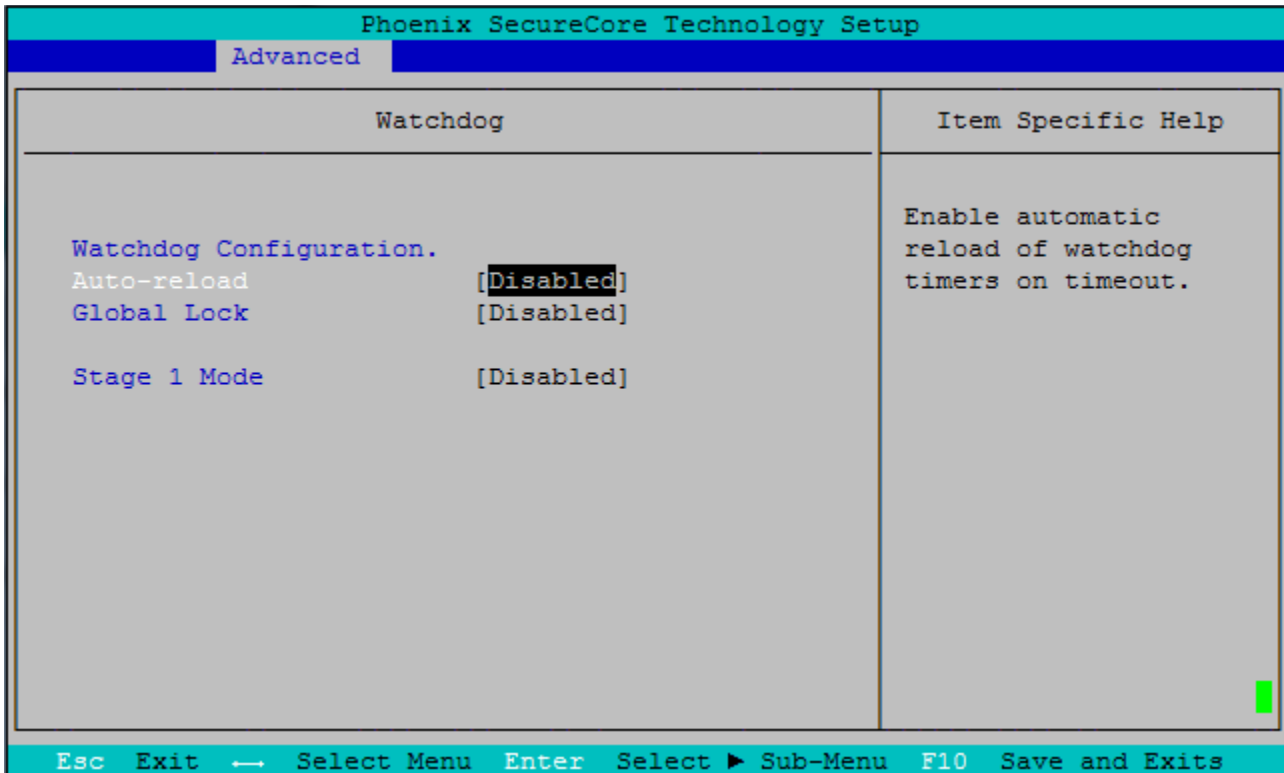 Phoenix SecureCore Technology Setup
Advanced
Watchdog
Watchdog Configuration.
Auto-reload [Disabled]
Global Lock [Disabled]
Stage 1 Mode [Disabled]
Item Specific Help
Enable automatic
reload of watchdog
timers on timeout.
Esc Exit ←→ Select Menu Enter Select ► Sub-Menu F10 Save and Exits